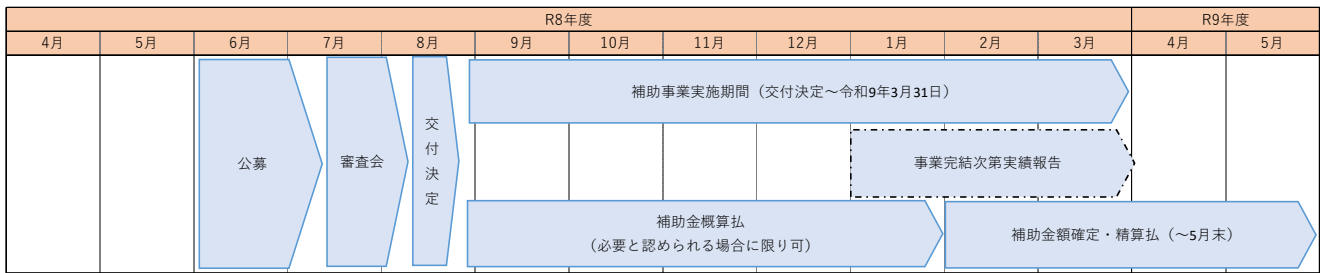 R8年度
R9年度
4月
5月
6月
7月
8月
9月
10月
11月
12月
1月
2月
3月
4月
5月
公募
審査会
交付決定
補助事業実施期間（交付決定～令和9年3月31日）
事業完結次第実績報告
補助金概算払
（必要と認められる場合に限り可）
補助金額確定・精算払（～5月末）